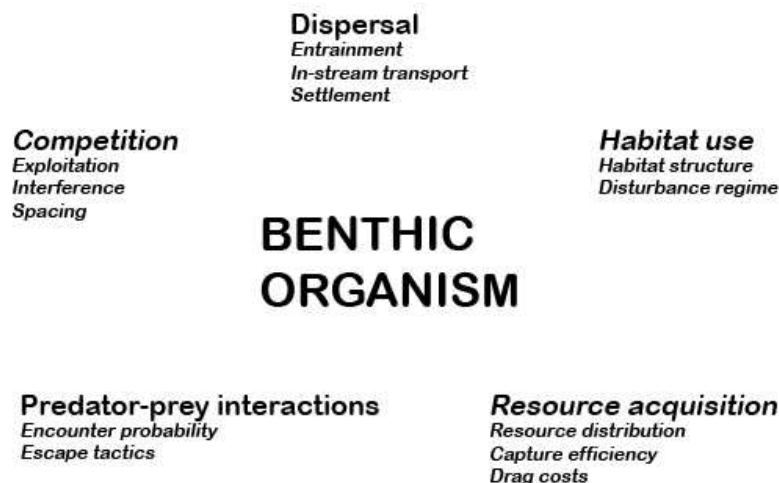 Dispersal
Entrainment
In-stream transport
Settlement
Competition
Exploitation
Interference
Spacing
Habitat use
Habitat structure
Disturbance regime
BENTHIC
ORGANISM
Predator-prey interactions
Encounter probability
Escape tactics
Resource acquisition
Resource distribution
Capture efficiency
Drag costs